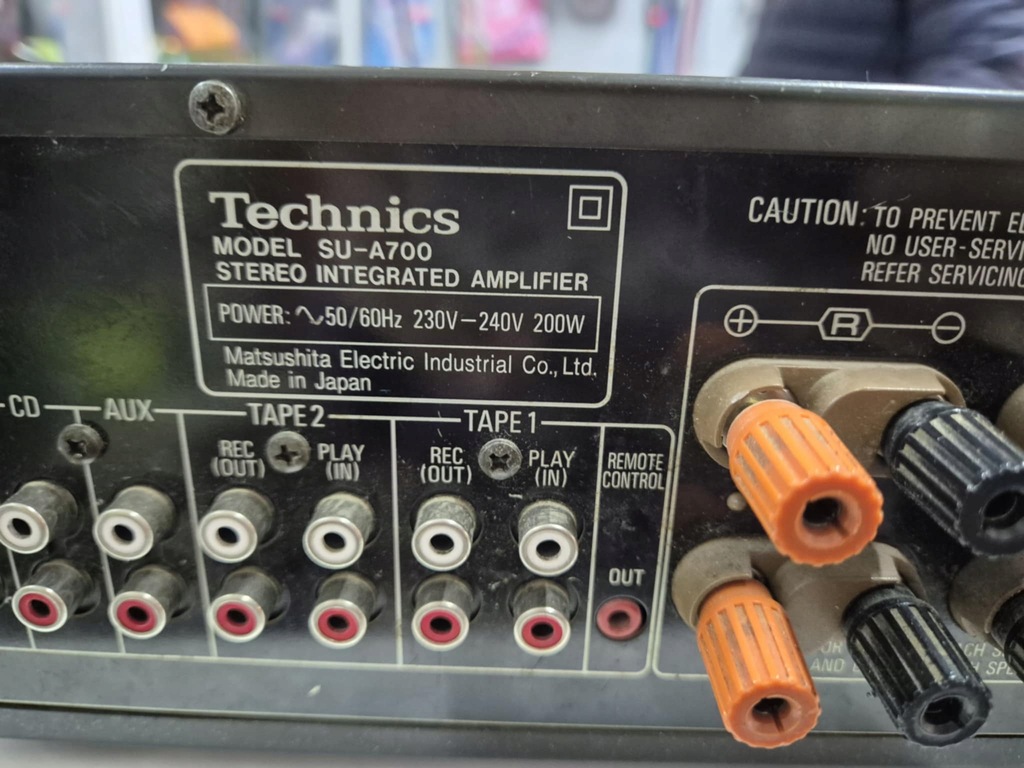 Technics
MODEL SU-A700
STEREO INTEGRATED AMPLIFIER
POWER: ∿50/60Hz 230V—240V 200W
Matsushita Electric Industrial Co., Ltd.
Made in Japan
CAUTION: TO PREVENT
NO USER-
REFER SERVICING
+ R −
CD AUX TAPE 2 TAPE 1
REC (OUT)
PLAY (IN)
REC (OUT)
PLAY (IN)
REMOTE CONTROL
OUT
AND